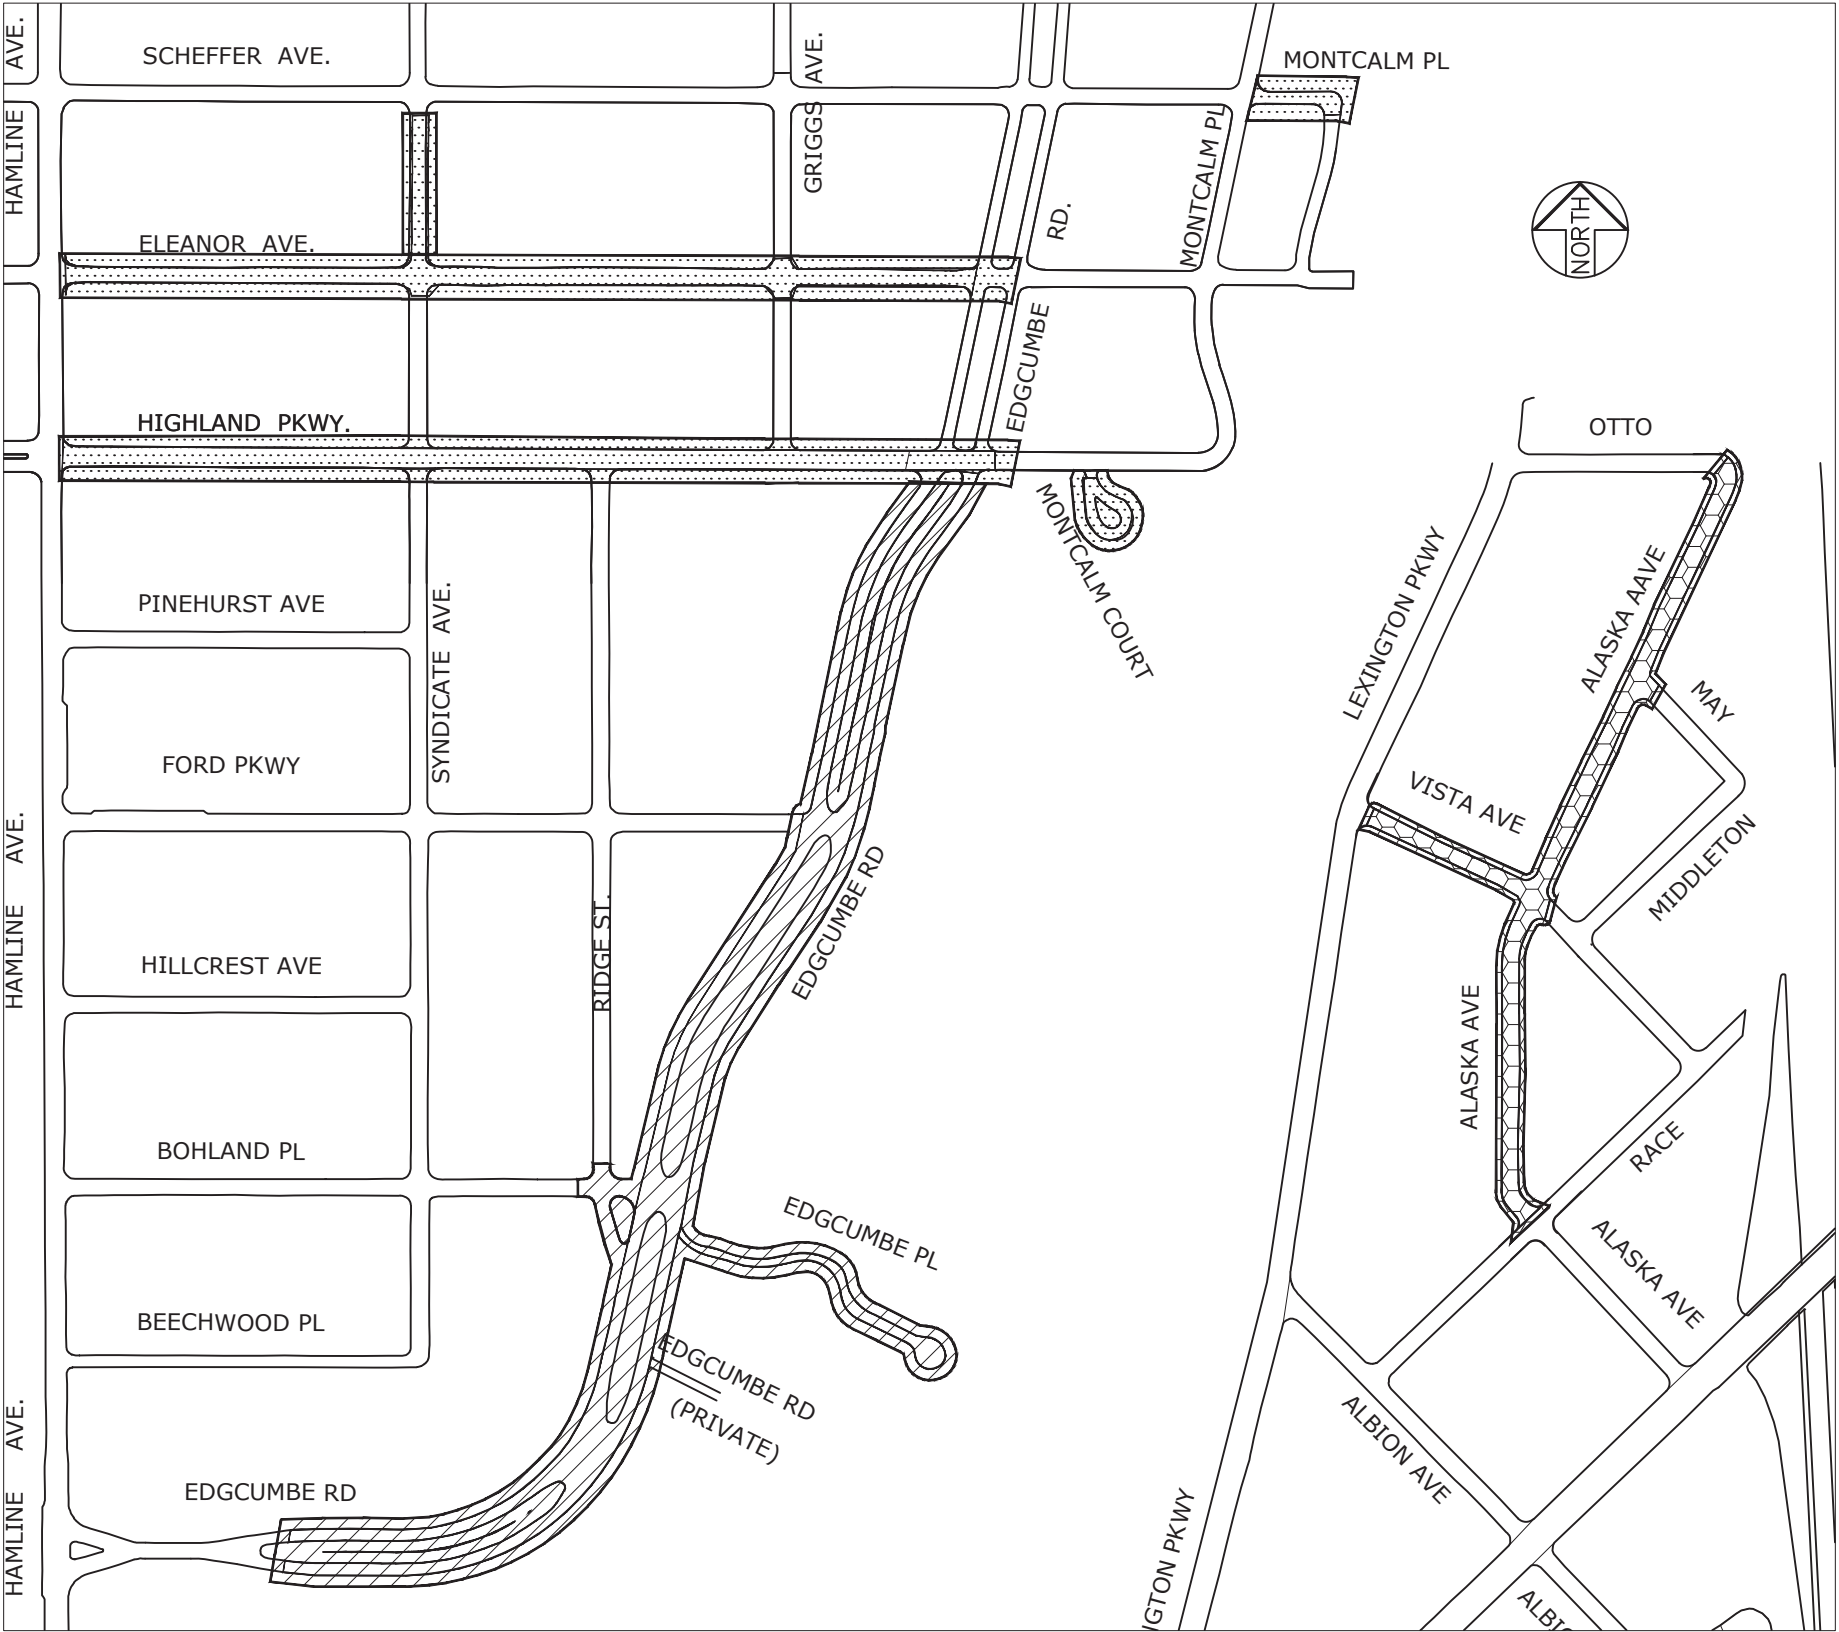 AVE.
SCHEFFER AVE.
GRIGGS AVE.
MONTCALM PL
HAMLINE
MONTCALM PL
RD.
NORTH
ELEANOR AVE.
EDGCUMBE
HIGHLAND PKWY.
OTTO
MONTCALM COURT
LEXINGTON PKWY
ALASKA AAVE
PINEHURST AVE
SYNDICATE AVE.
MAY
FORD PKWY
VISTA AVE
HAMLINE AVE.
EDGCUMBE RD
MIDDLETON
RIDGE ST.
HILLCREST AVE
ALASKA AVE
BOHLAND PL
RACE
EDGCUMBE PL
ALASKA AVE
BEECHWOOD PL
EDGCUMBE RD
(PRIVATE)
ALBION AVE
HAMLINE AVE.
EDGCUMBE RD
NGTON PKWY
ALBIO